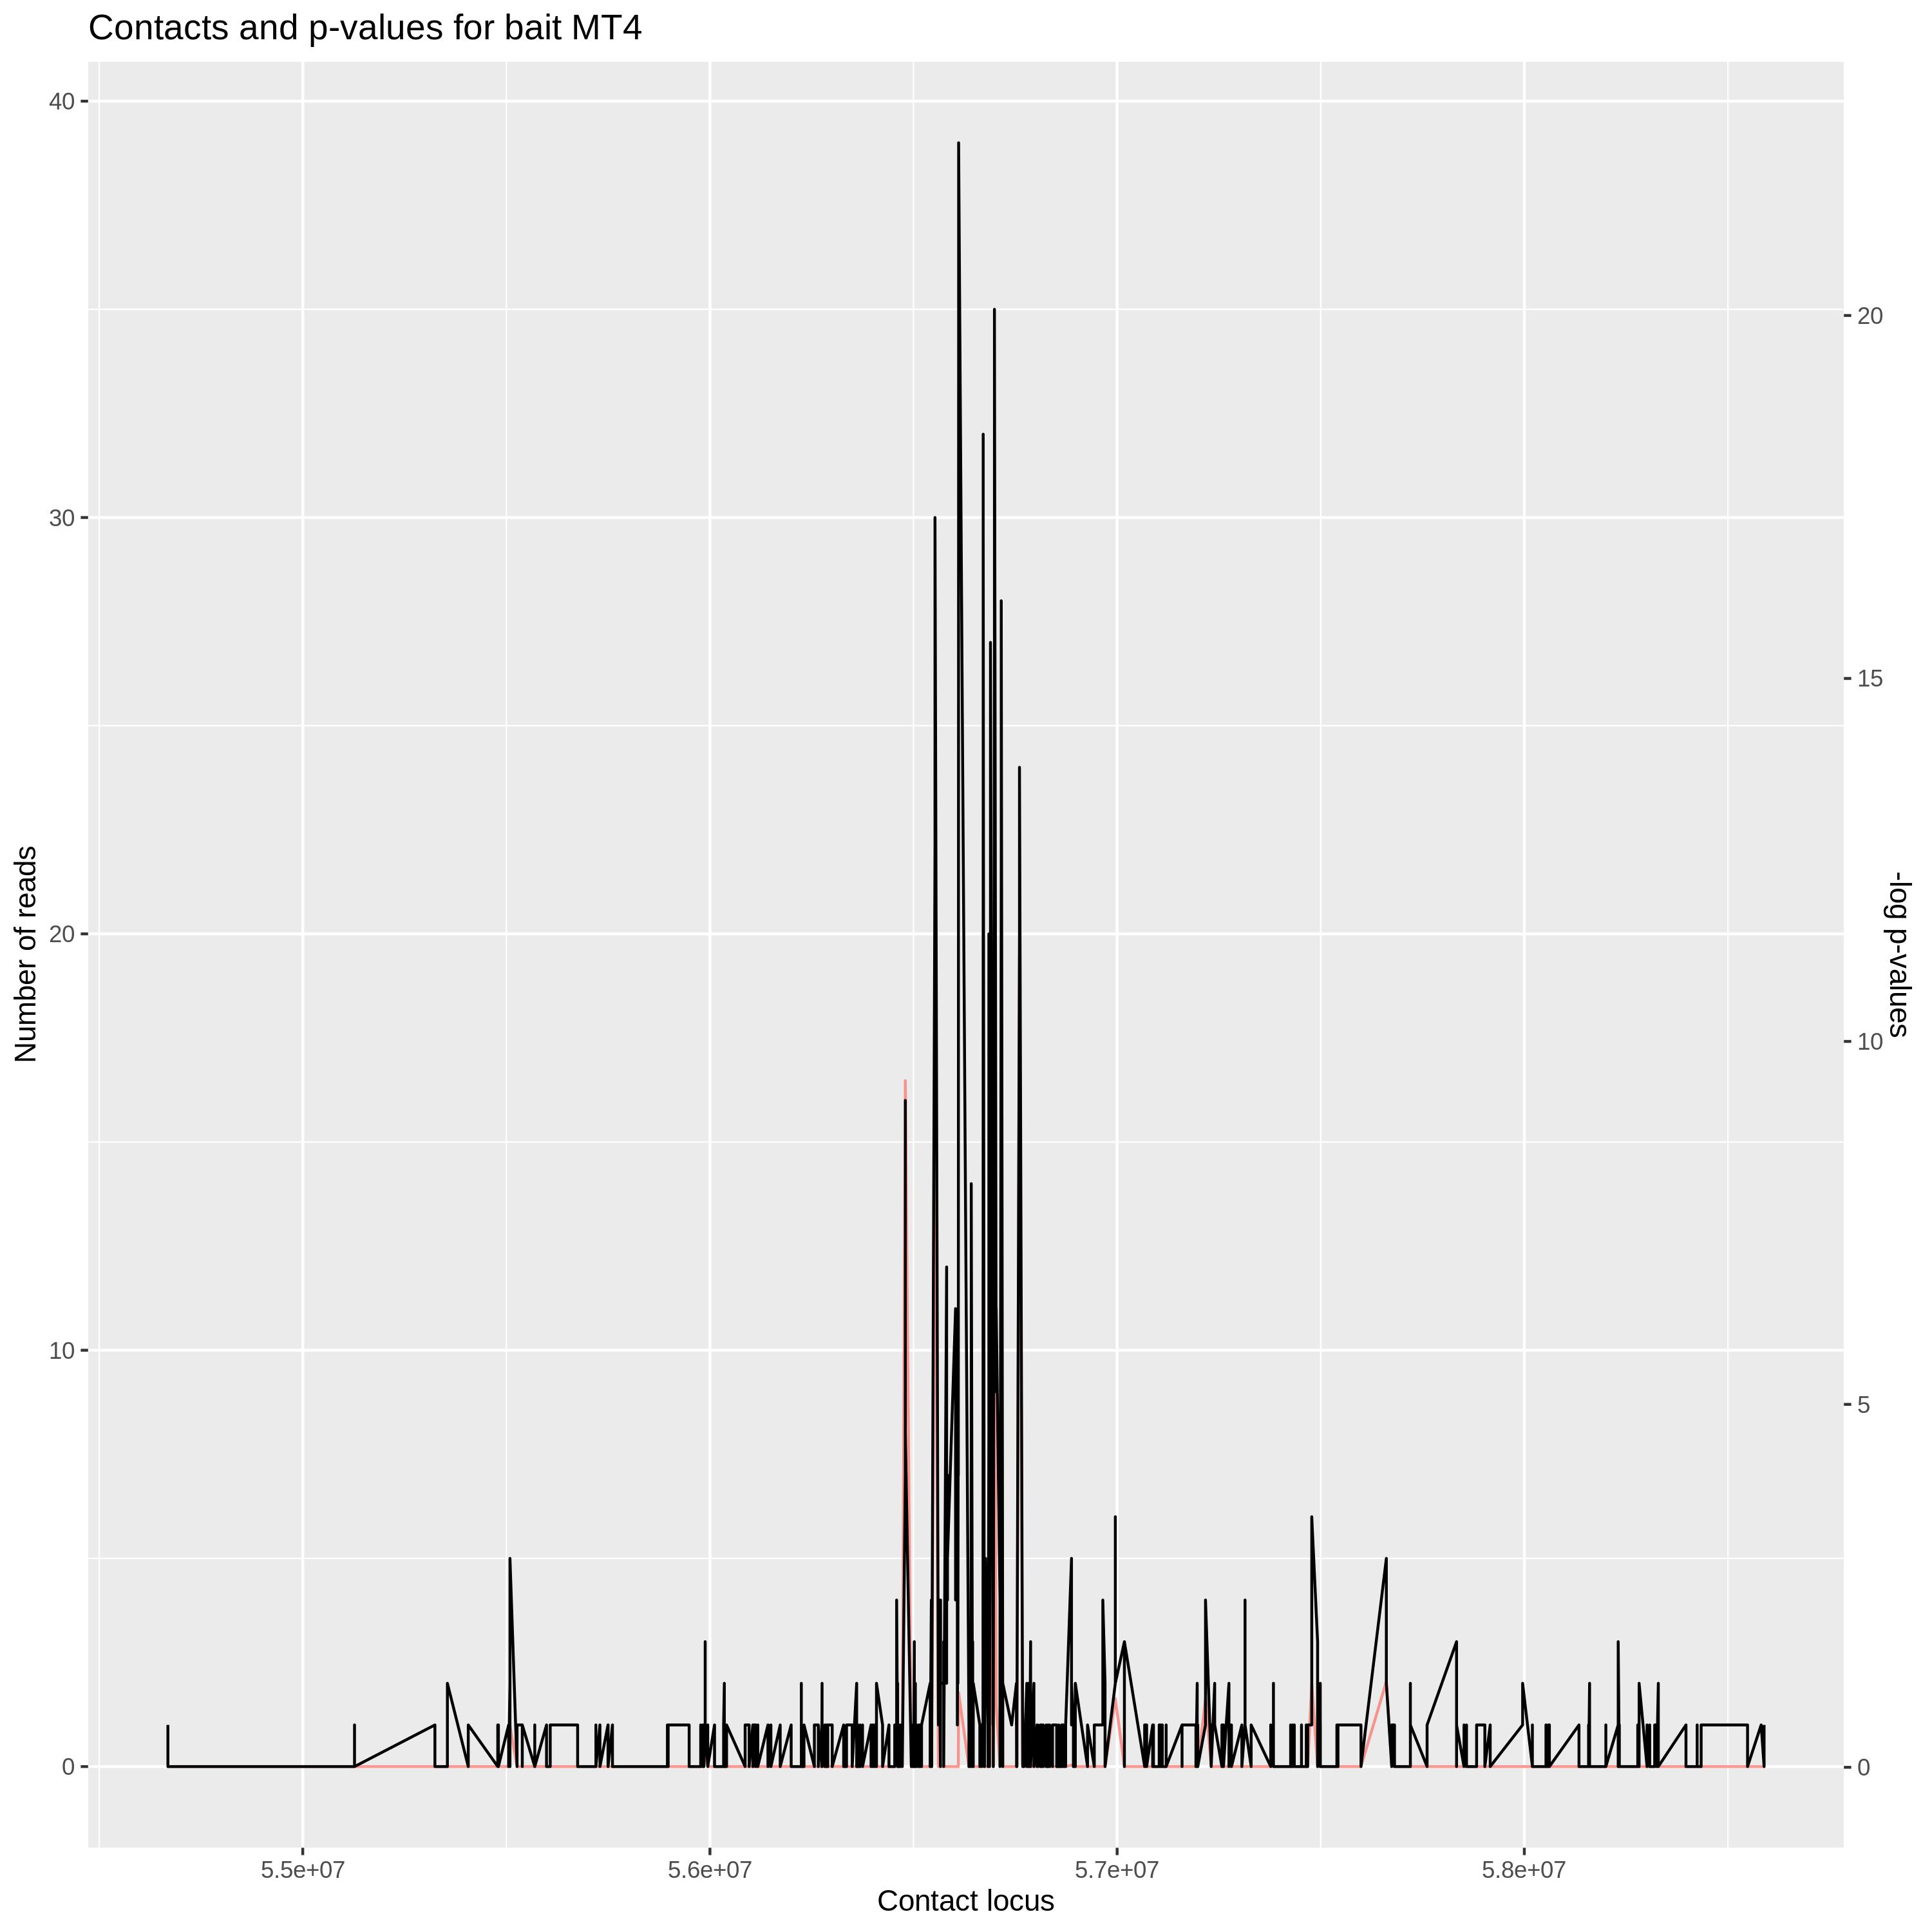 Contacts and p-values for bait MT4
40
30
20
10
0
Number of reads
20
15
10
5
0
-log p-values
5.5e+07
5.6e+07
5.7e+07
5.8e+07
Contact locus